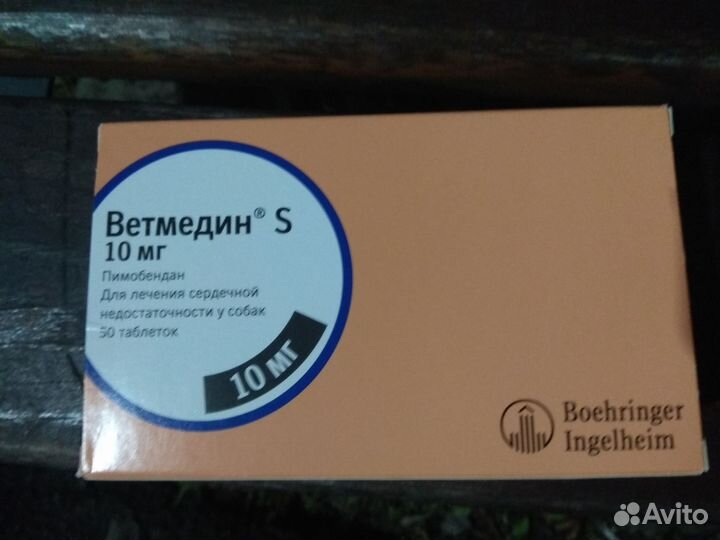 Ветмедин® S
10 мг
Пимобендан
Для лечения сердечной
недостаточности у собак
50 таблеток
10 мг
Boehringer
Ingelheim
Avito